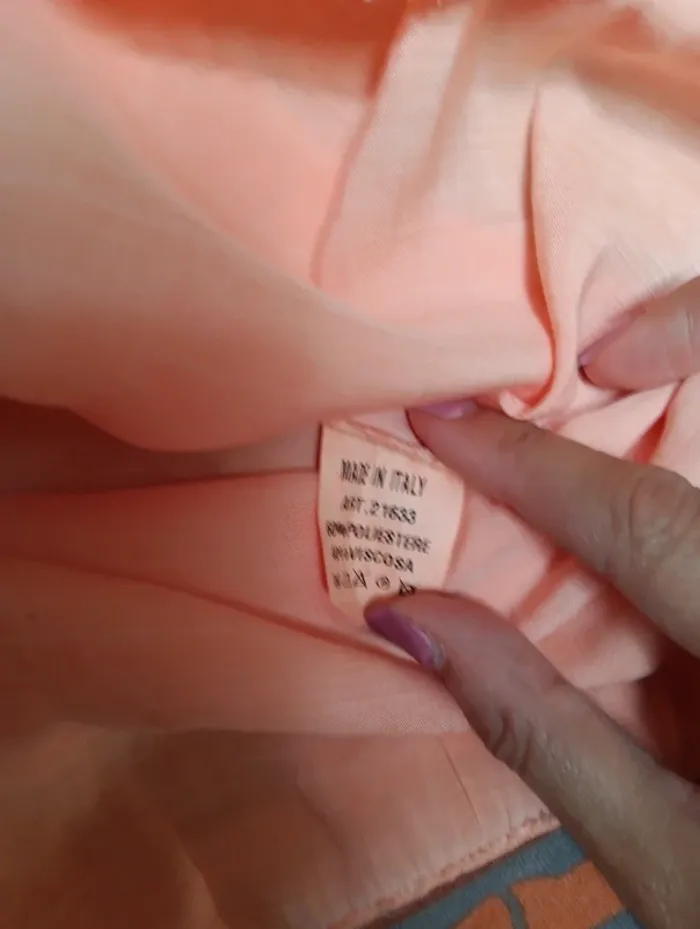 MADE IN ITALY
ART.21633
POLIESTERE
VISCOSA